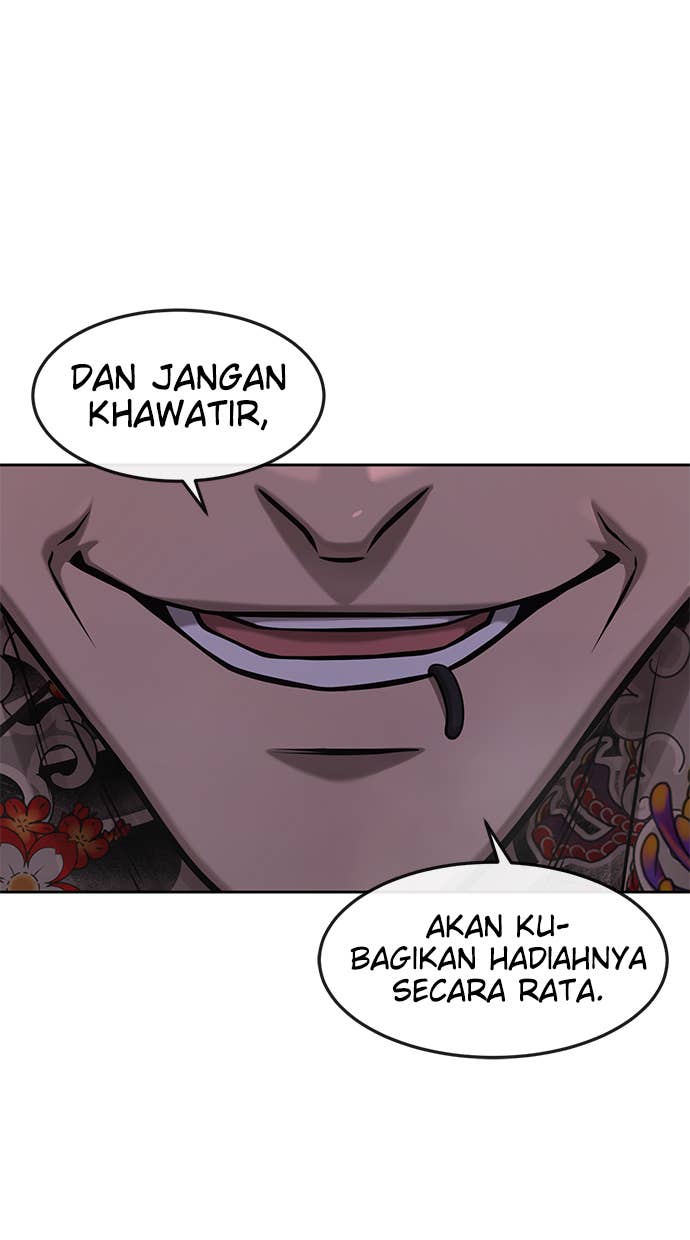 DAN JANGAN
KHAWATIR,
AKAN KU-
BAGIKAN HADIAHNYA
SECARA RATA.